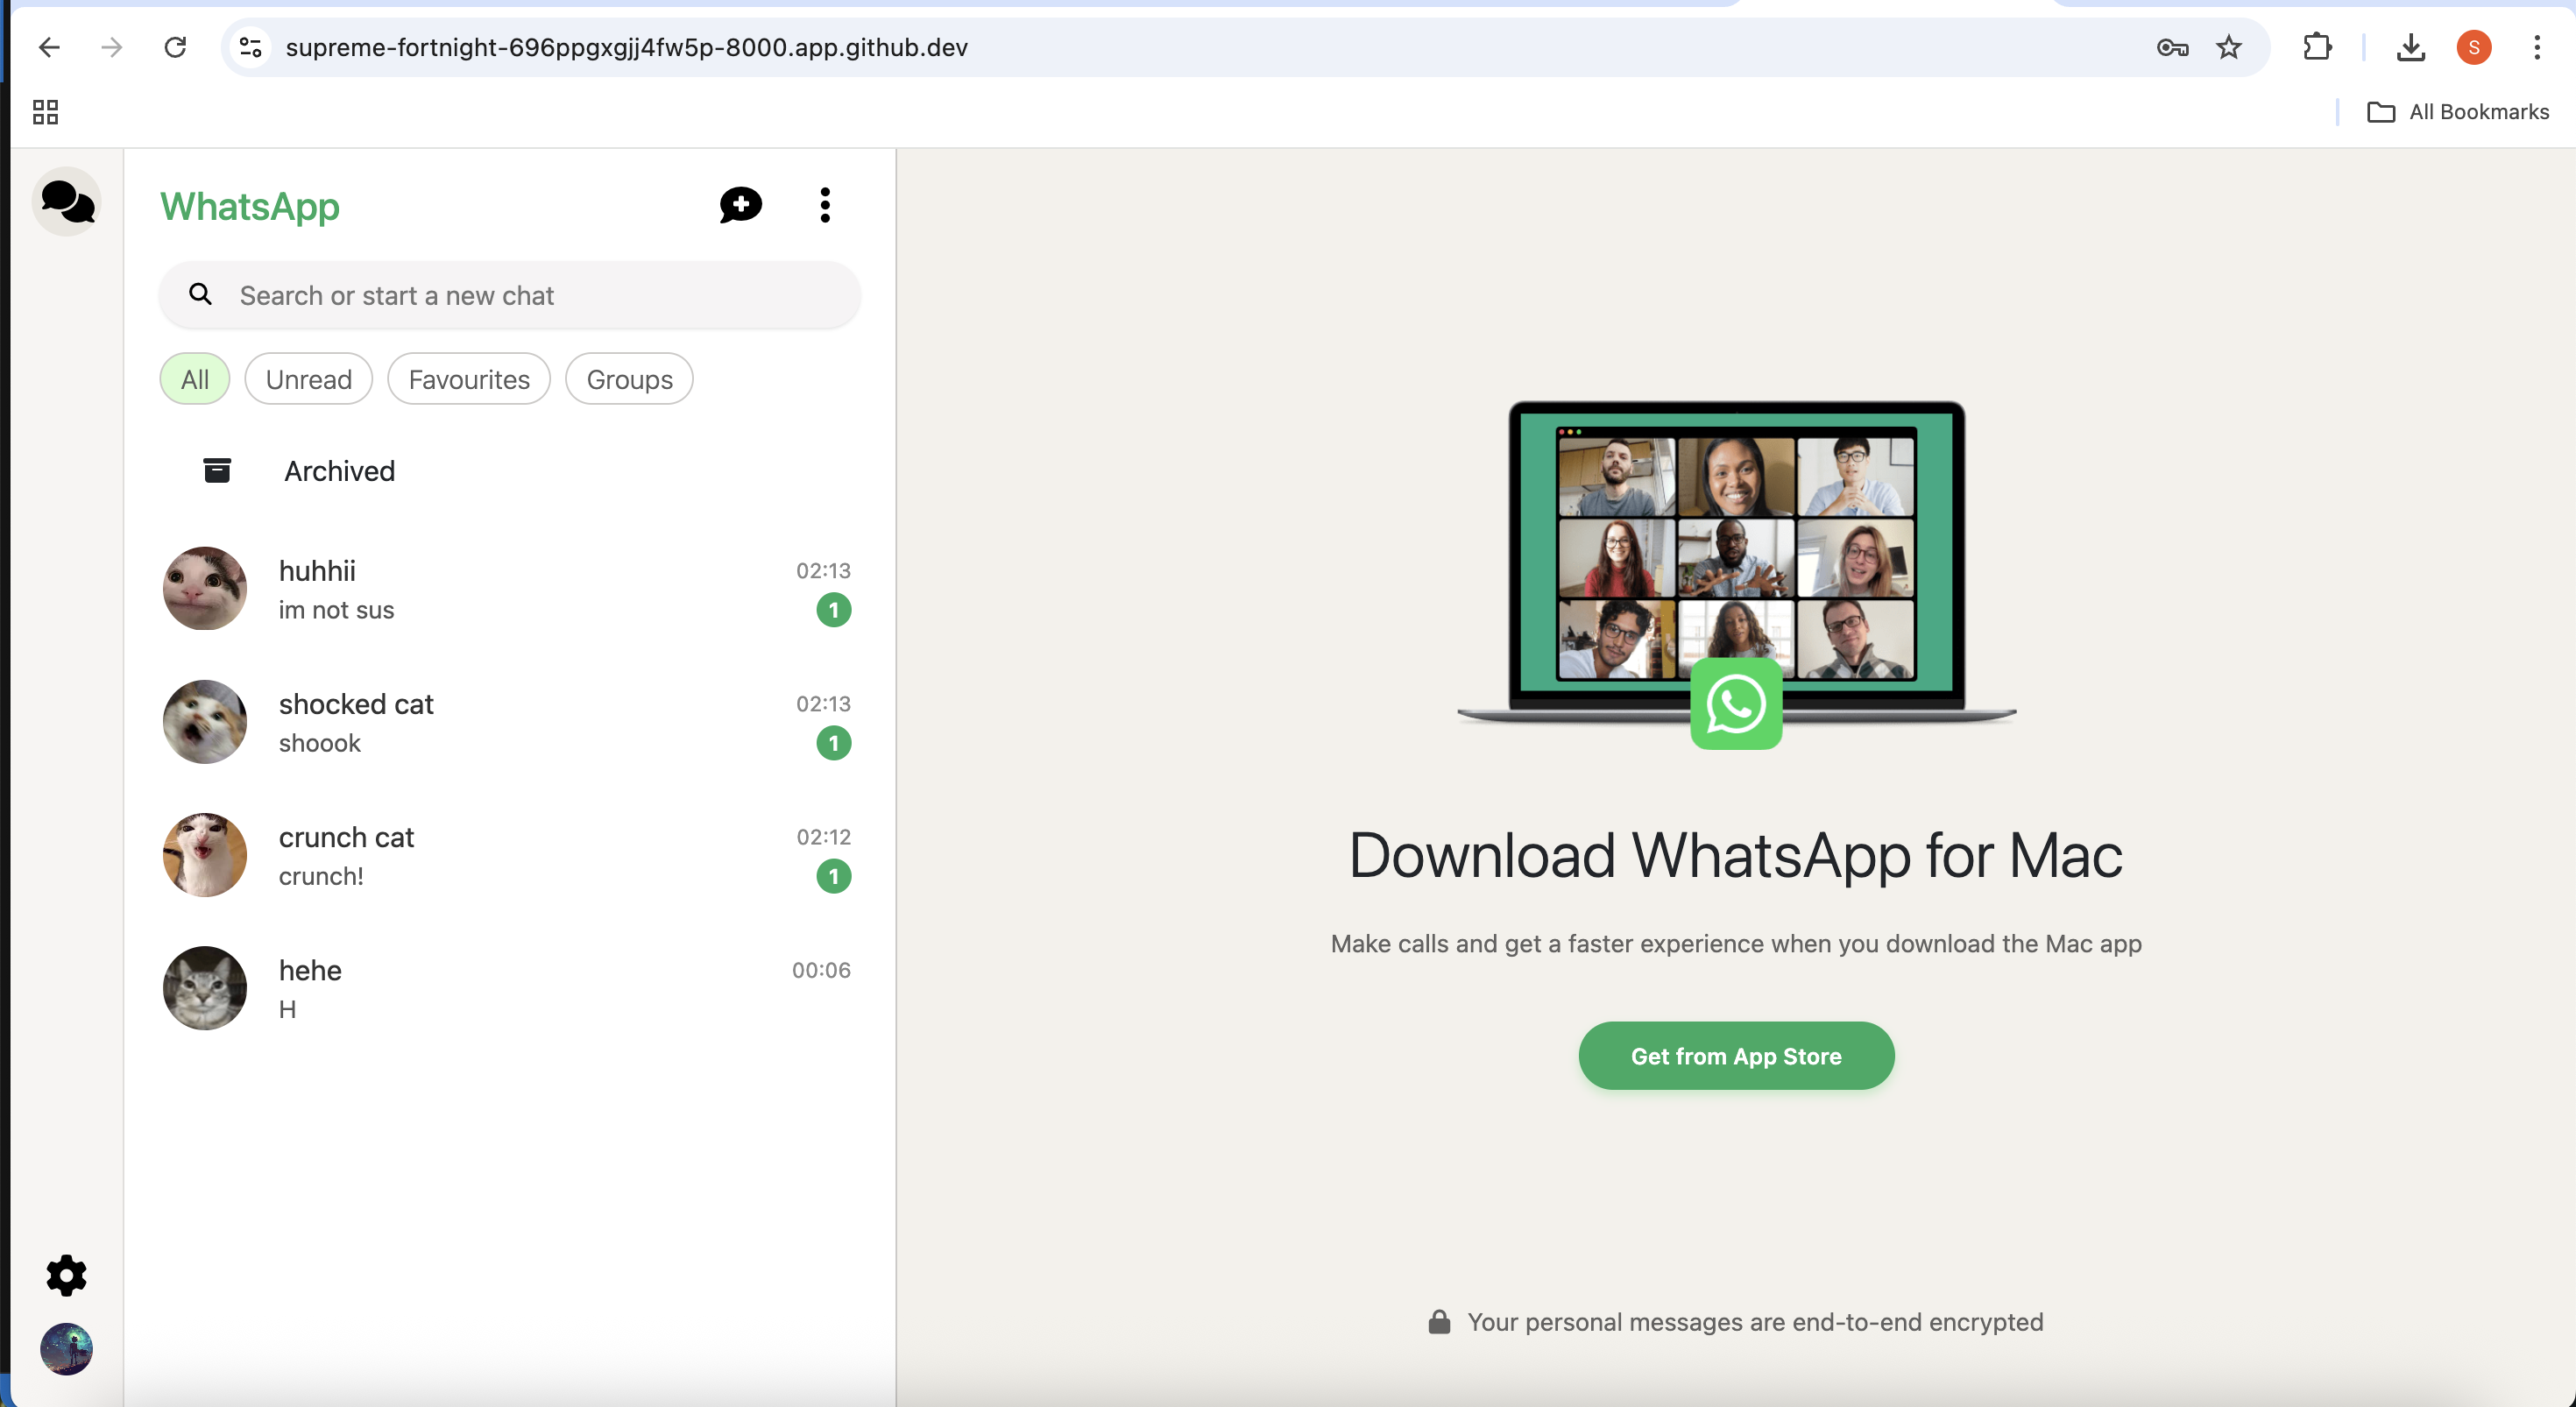 supreme-fortnight-696ppgxgjj4fw5p-8000.app.github.dev
S
All Bookmarks
WhatsApp
Search or start a new chat
All Unread Favourites Groups
Archived
huhhii 02:13
im not sus 1
shocked cat 02:13
shoook 1
crunch cat 02:12
crunch! 1
hehe 00:06
H
Download WhatsApp for Mac
Make calls and get a faster experience when you download the Mac app
Get from App Store
Your personal messages are end-to-end encrypted